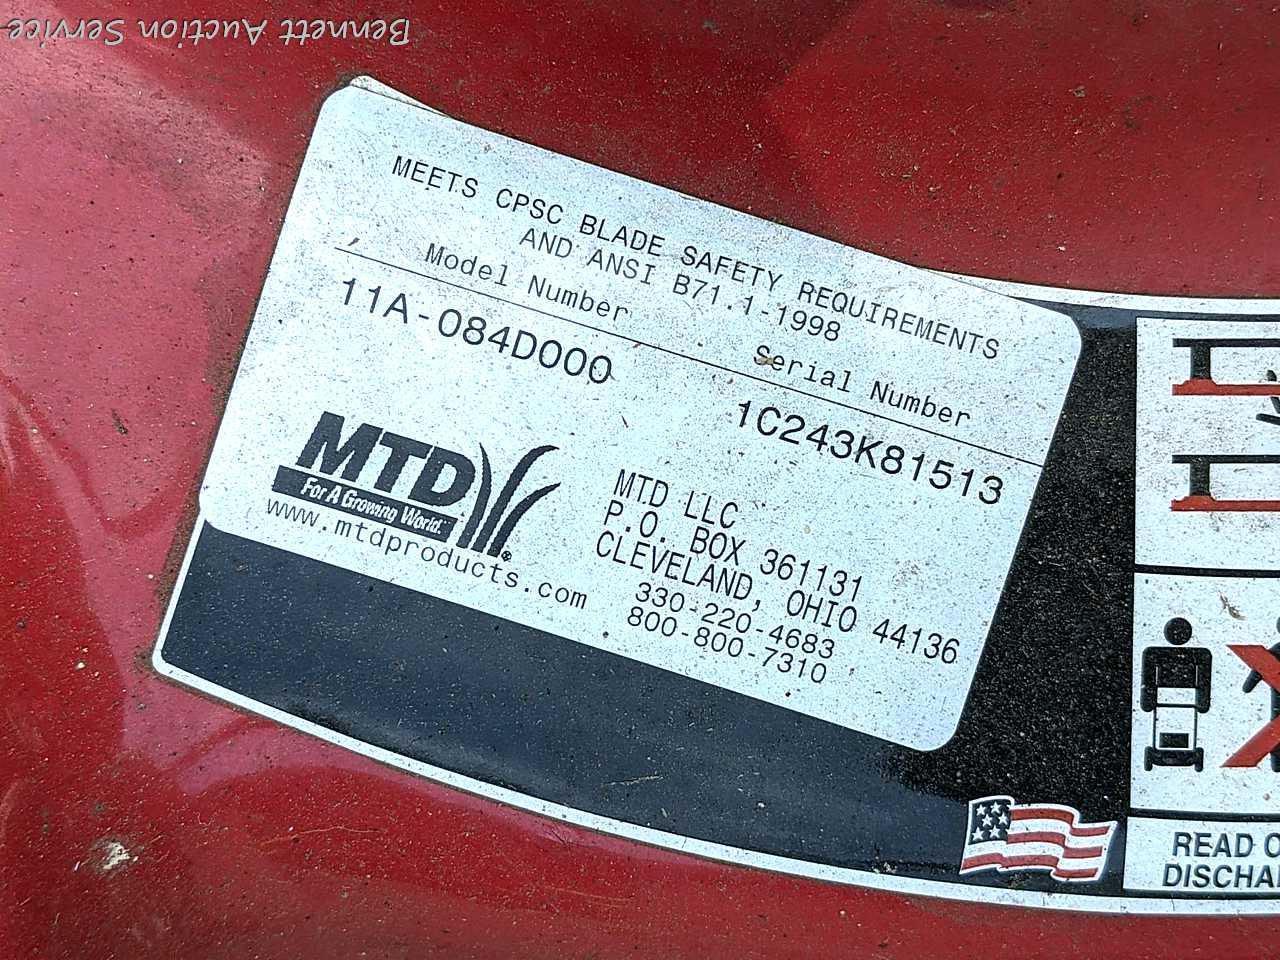 Bennett Auction Service
MEETS CPSC BLADE SAFETY REQUIREMENTS
AND ANSI B71.1-1998
Model Number
Serial Number
11A-084D000
1C243K81513
MTD
For A Growing World.
www.mtdproducts.com
MTD LLC
P.O. BOX 361131
CLEVELAND, OHIO 44136
330-220-4683
800-800-7310
READ O
DISCHA